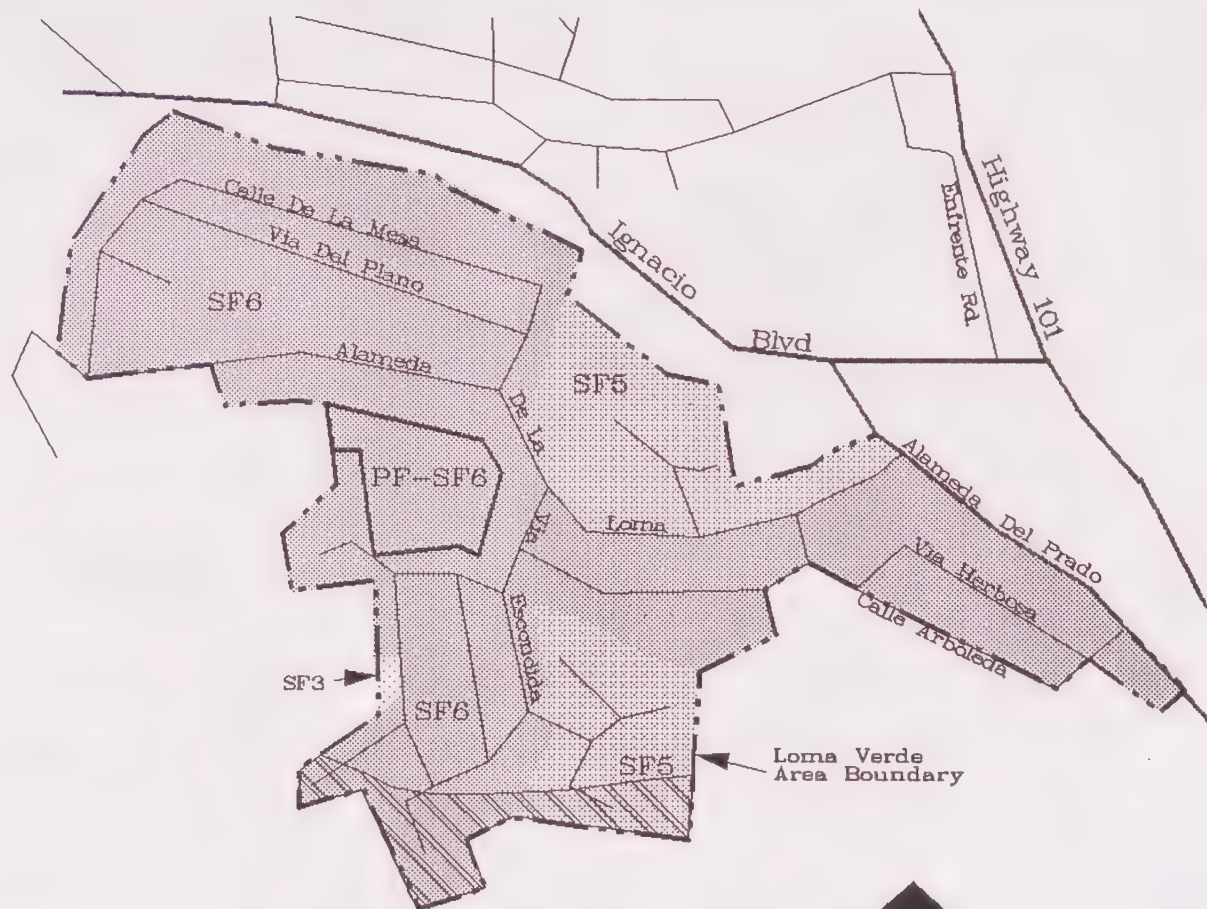 Calle De La Mesa
Via Del Plano
SF6
Ignacio
Blvd
Enfrente Rd.
Highway 101
Alameda
De La
Loma
SF5
PF-SF6
Via
Escondida
Alameda
Del Prado
Via Herbosa
Calle Arboleda
SF3
SF6
SF5
Loma Verde
Area Boundary